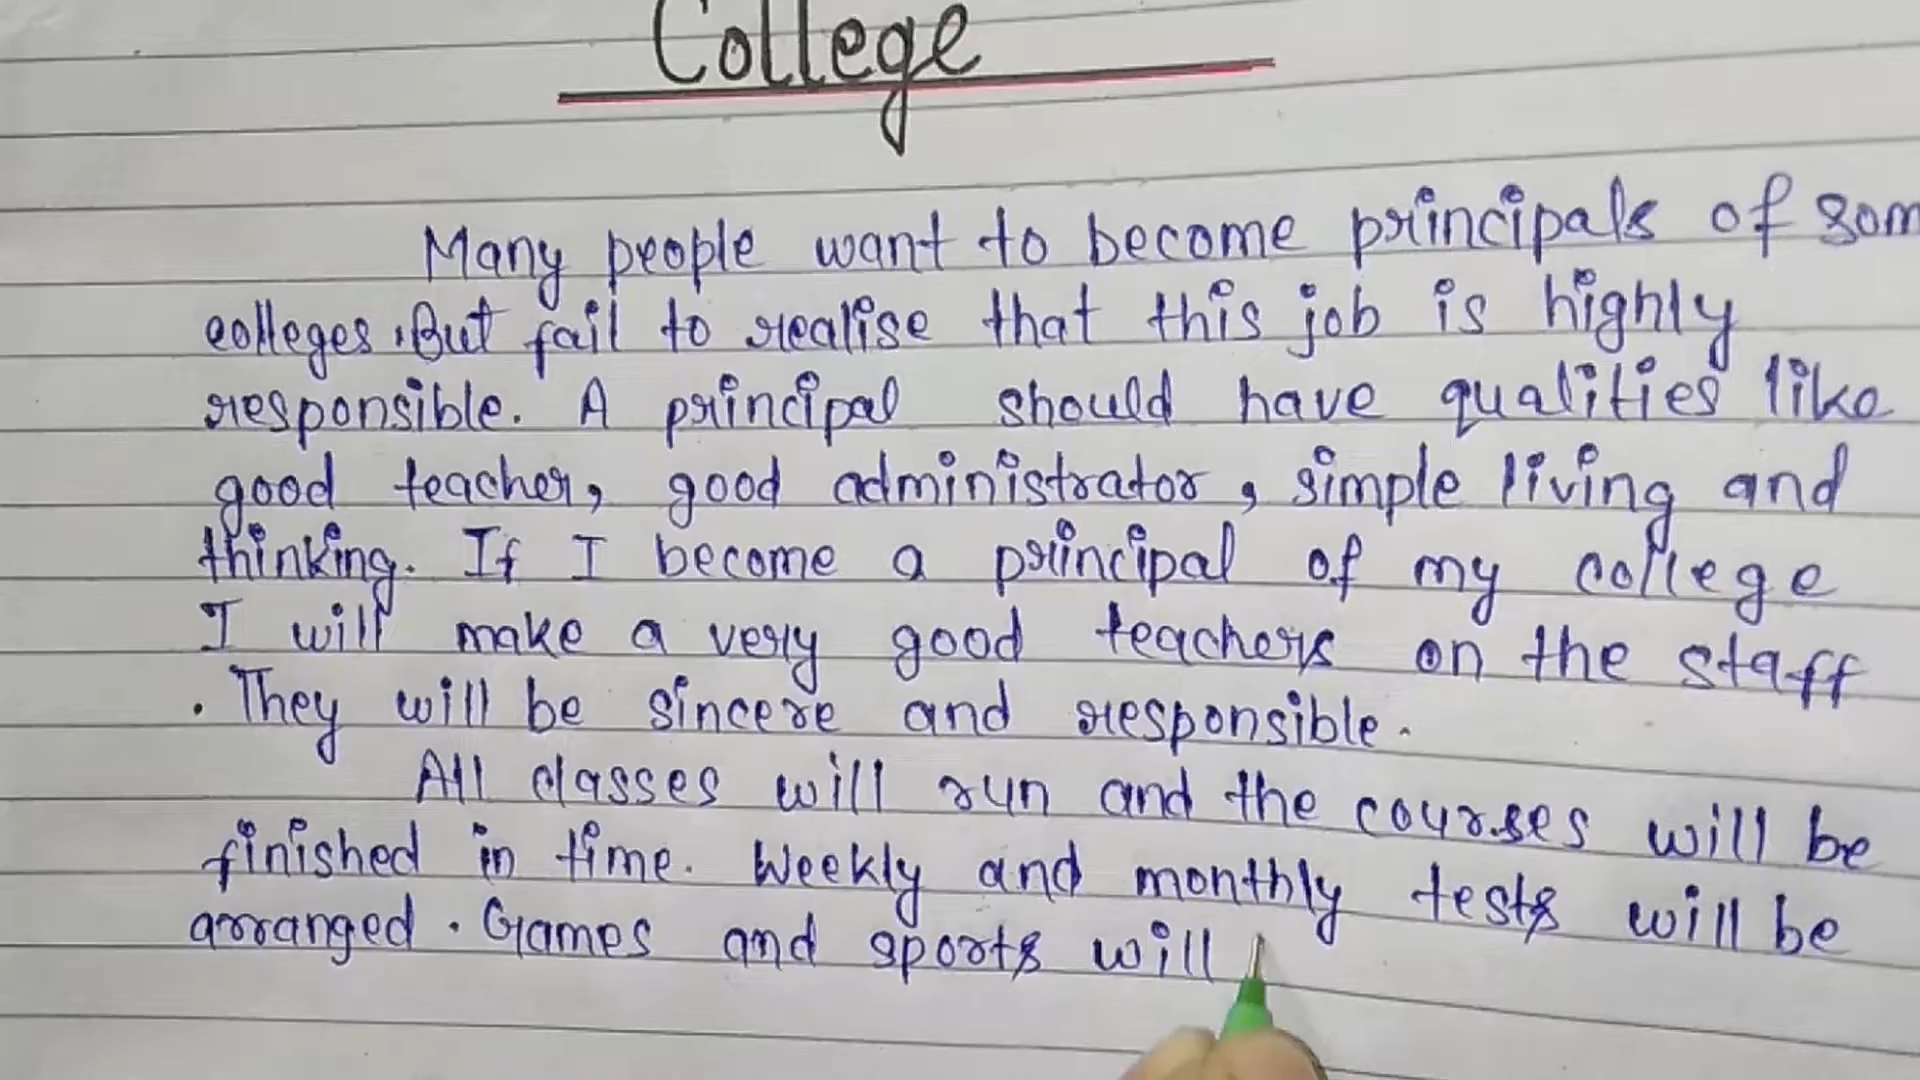 College
Many people want to become principals of som
colleges. But fail to realise that this job is highly
responsible. A principal should have qualities like
good teacher, good administrator, simple living and
thinking. If I become a principal of my college
I will make a very good teachers on the staff
. They will be sincere and responsible.
All classes will run and the courses will be
finished in time. Weekly and monthly tests will be
arranged. Games and sports will